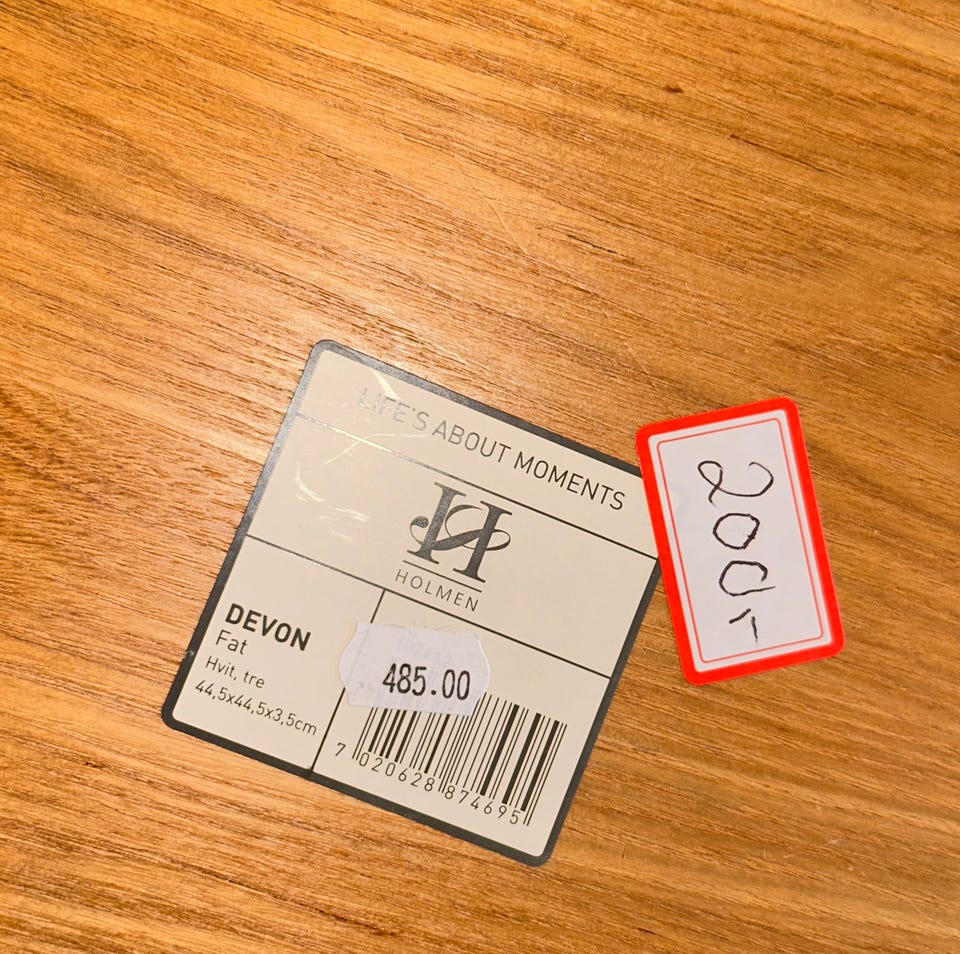 LIFE'S ABOUT MOMENTS
H
HOLMEN
DEVON
Fat
Hvit, tre
44,5x44,5x3,5cm
485.00
7 020628 874695
200,-